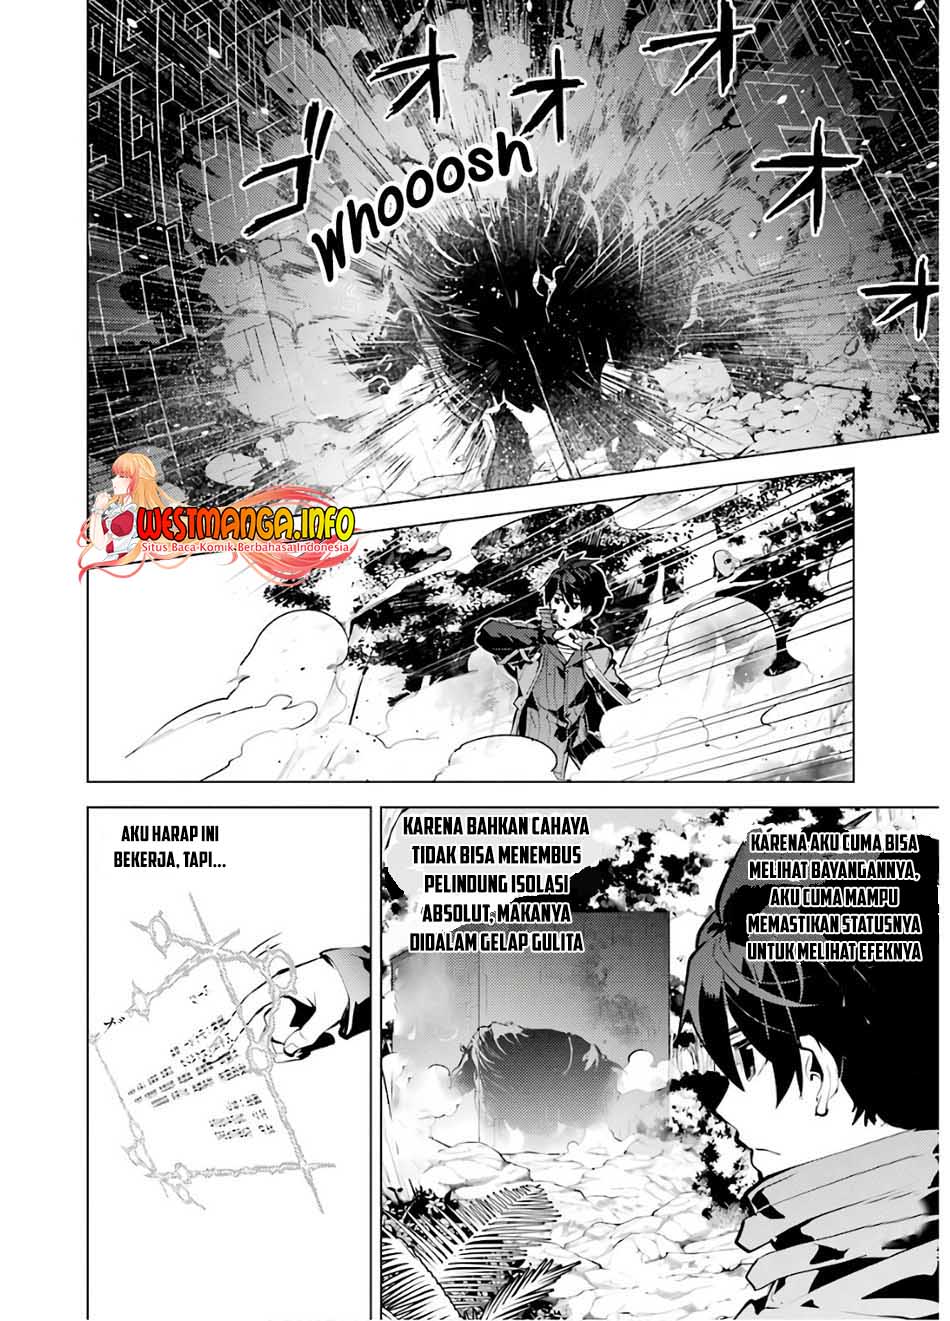 ゴオオオオオ
Whooosh
WESTMANGA.INFO
Situs Baca Komik Berbahasa Indonesia
KARENA AKU CUMA BISA
MELIHAT BAYANGANNYA,
AKU CUMA MAMPU
MEMASTIKAN STATUSNYA
UNTUK MELIHAT EFEKNYA
KARENA BAHKAN CAHAYA
TIDAK BISA MENEMBUS
PELINDUNG ISOLASI
ABSOLUT, MAKANYA
DIDALAM GELAP GULITA
AKU HARAP INI
BEKERJA, TAPI...